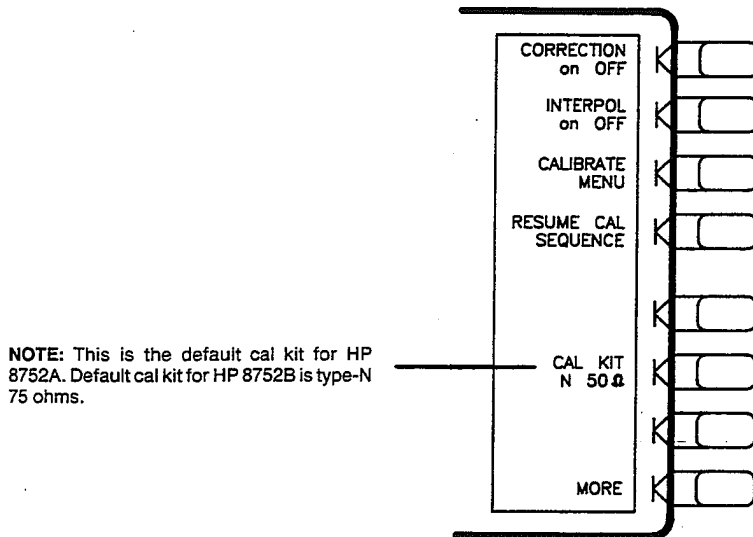 CORRECTION
on OFF
INTERPOL
on OFF
CALIBRATE
MENU
RESUME CAL
SEQUENCE
NOTE: This is the default cal kit for HP
8752A. Default cal kit for HP 8752B is type-N
75 ohms.
CAL KIT
N 50 Ω
MORE